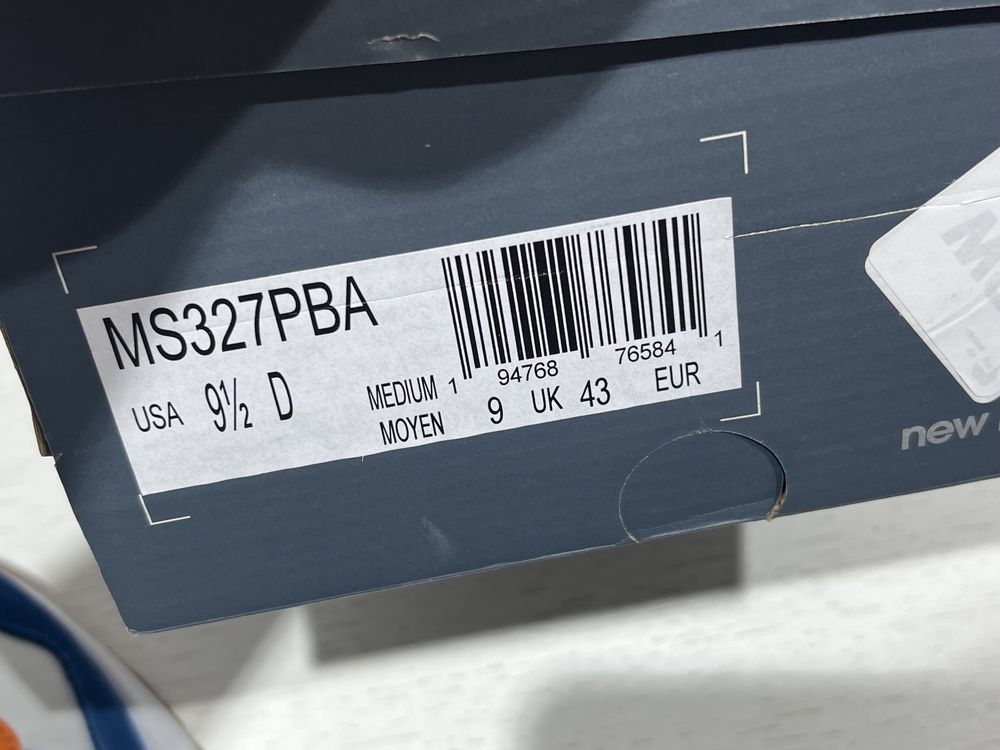 MS327PBA
USA 9½ D
MEDIUM
MOYEN
1 94768 76584 1
9 UK 43 EUR
new